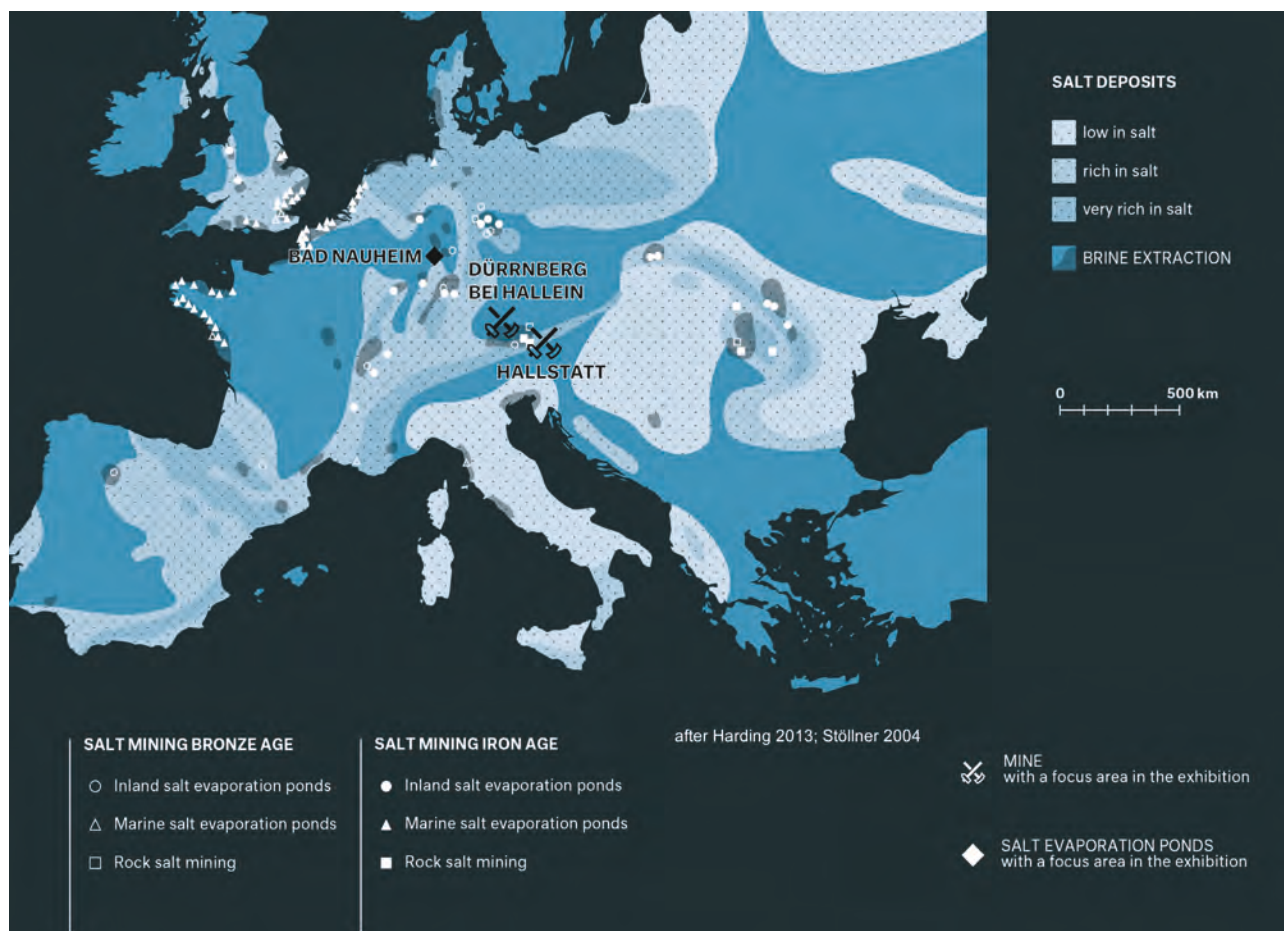 SALT DEPOSITS
low in salt
rich in salt
very rich in salt
BRINE EXTRACTION
BAD NAUHEIM
DÜRRNBERG
BEI HALLEIN
HALLSTATT
0 500 km
SALT MINING BRONZE AGE
Inland salt evaporation ponds
Marine salt evaporation ponds
Rock salt mining
SALT MINING IRON AGE
Inland salt evaporation ponds
Marine salt evaporation ponds
Rock salt mining
after Harding 2013; Stöllner 2004
MINE
with a focus area in the exhibition
SALT EVAPORATION PONDS
with a focus area in the exhibition